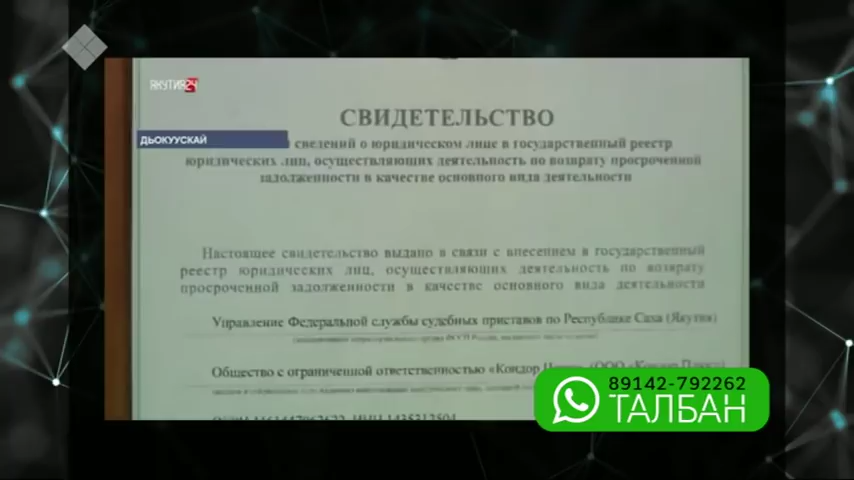 ЯКУТИЯ24
СВИДЕТЕЛЬСТВО
ДЬОКУУСКАЙ
сведений о юридическом лице в государственный реестр
юридических лиц, осуществляющих деятельность по возврату просроченной
задолженности в качестве основного вида деятельности
Настоящее свидетельство выдано в связи с внесением в государственный
реестр юридических лиц, осуществляющих деятельность по возврату
просроченной задолженности в качестве основного вида деятельности
Управление Федеральной службы судебных приставов по Республике Саха (Якутия)
Общество с ограниченной ответственностью «Кондор
89142-792262
ТАЛБАН